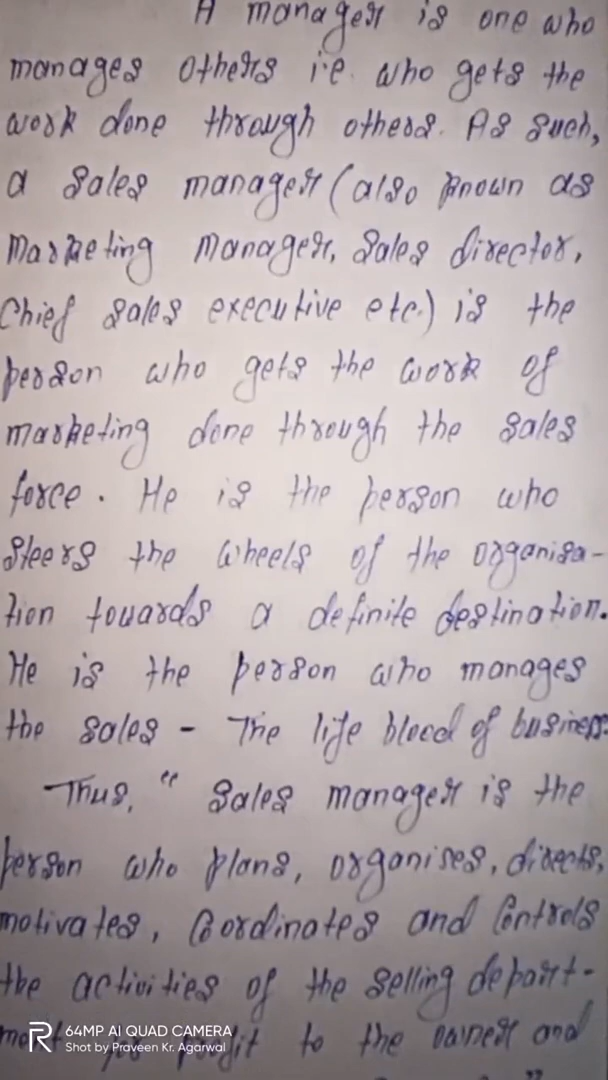 A manager is one who
manages others i.e. who gets the
work done through others. As such,
a sales manager (also known as
Marketing Manager, Sales director,
Chief sales executive etc.) is the
person who gets the work of
marketing done through the sales
force. He is the person who
steers the wheels of the organisa-
tion towards a definite destination.
He is the person who manages
the sales - The life blood of business.
Thus, " Sales manager is the
person who plans, organises, directs,
motivates, Coordinates and Controls
the activities of the selling depart-
ment for profit to the owner and
64MP AI QUAD CAMERA
Shot by Praveen Kr. Agarwal